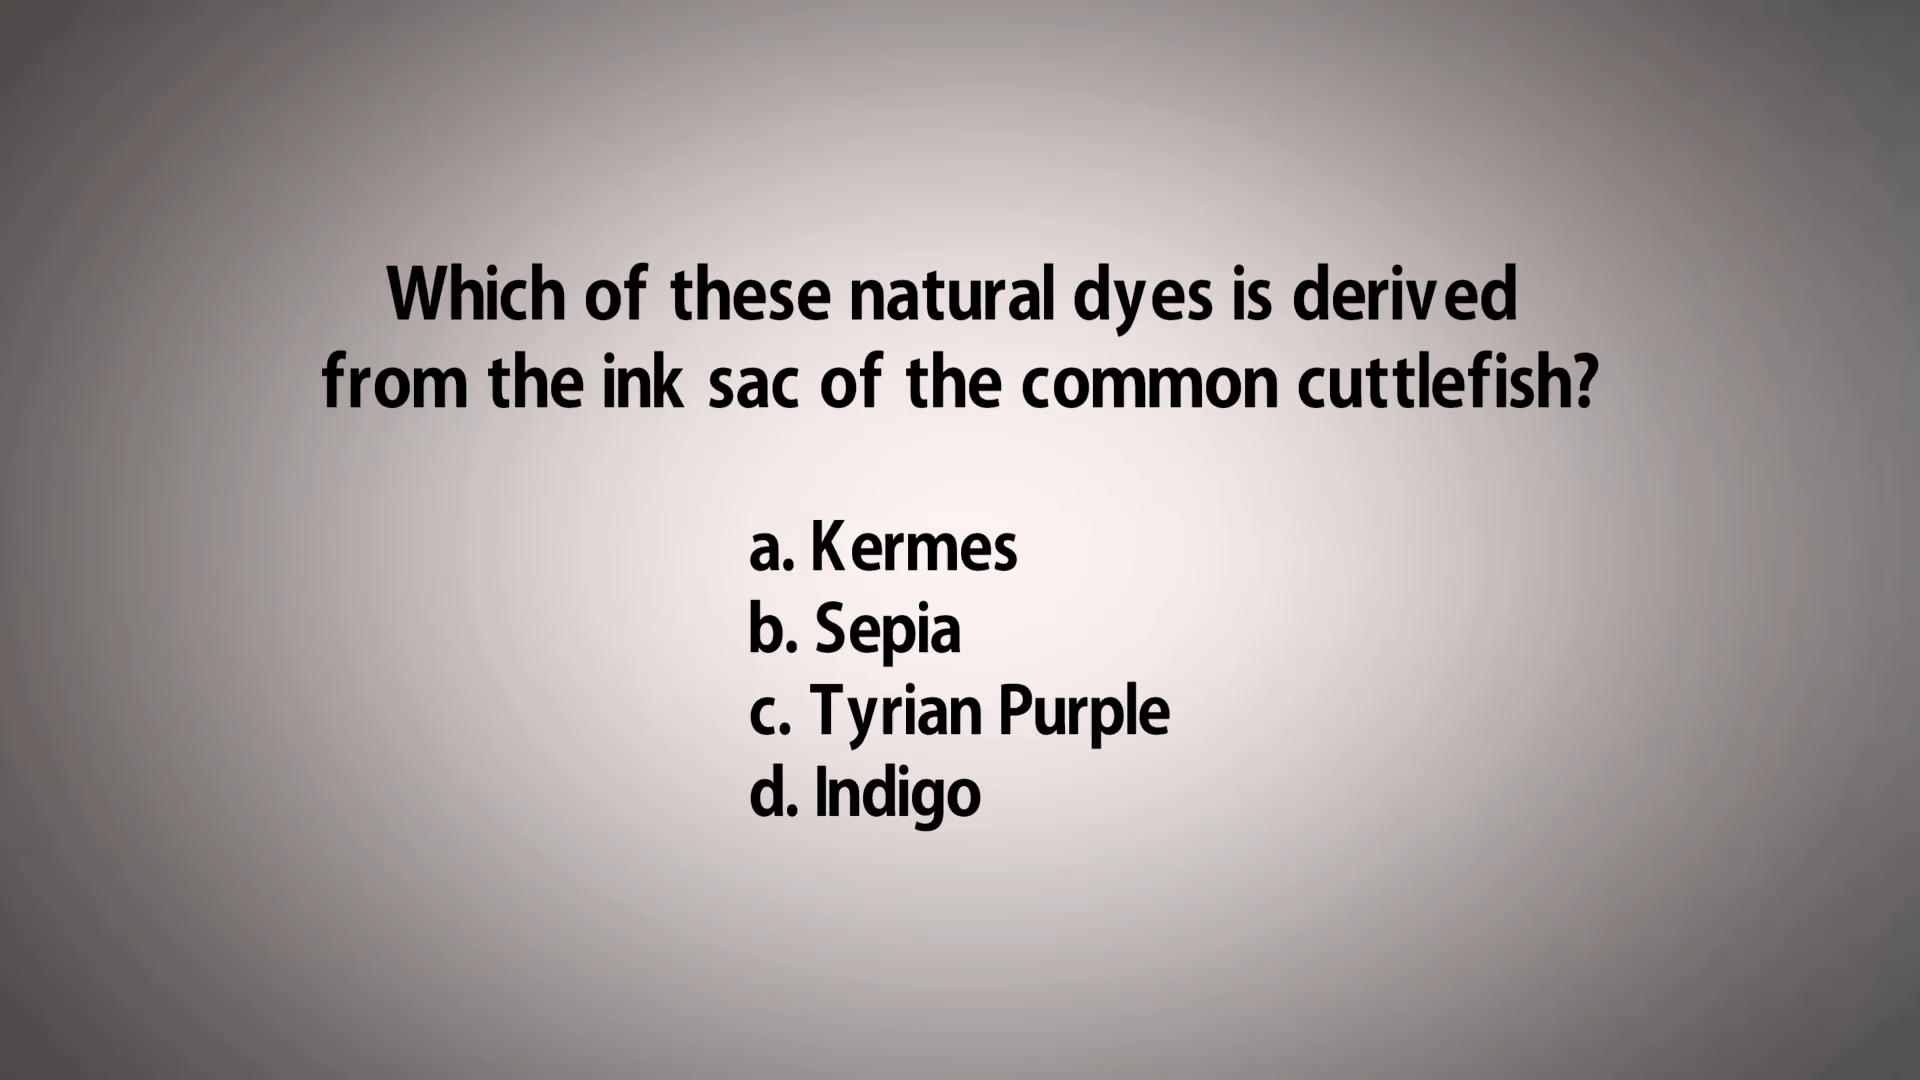 Which of these natural dyes is derived
from the ink sac of the common cuttlefish?
a. Kermes
b. Sepia
c. Tyrian Purple
d. Indigo